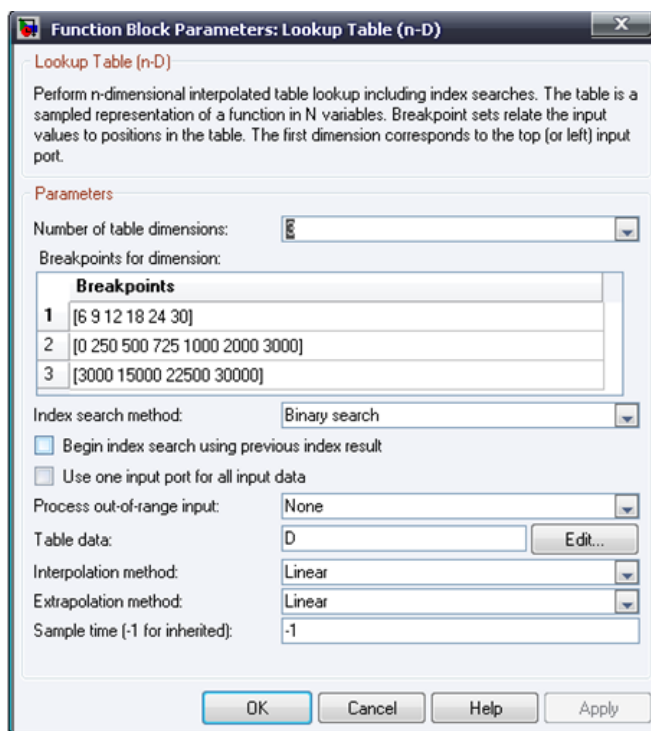 Function Block Parameters: Lookup Table (n-D)
Lookup Table (n-D)
Perform n-dimensional interpolated table lookup including index searches. The table is a
sampled representation of a function in N variables. Breakpoint sets relate the input
values to positions in the table. The first dimension corresponds to the top (or left) input
port.
Parameters
Number of table dimensions: 3
Breakpoints for dimension:
Breakpoints
1 [6 9 12 18 24 30]
2 [0 250 500 725 1000 2000 3000]
3 [3000 15000 22500 30000]
Index search method: Binary search
Begin index search using previous index result
Use one input port for all input data
Process out-of-range input: None
Table data: D Edit...
Interpolation method: Linear
Extrapolation method: Linear
Sample time (-1 for inherited): -1
OK Cancel Help Apply